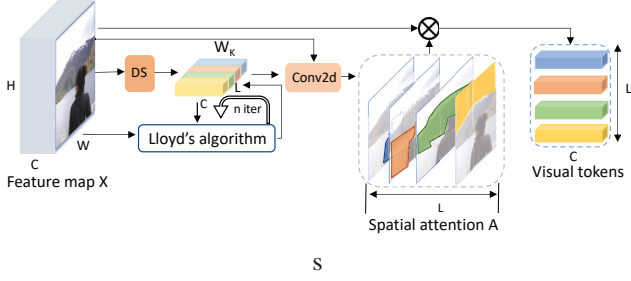 H
C
Feature map X
W
DS
W_K
L
C
n iter
Lloyd's algorithm
Conv2d
L
Spatial attention A
L
C
Visual tokens
s